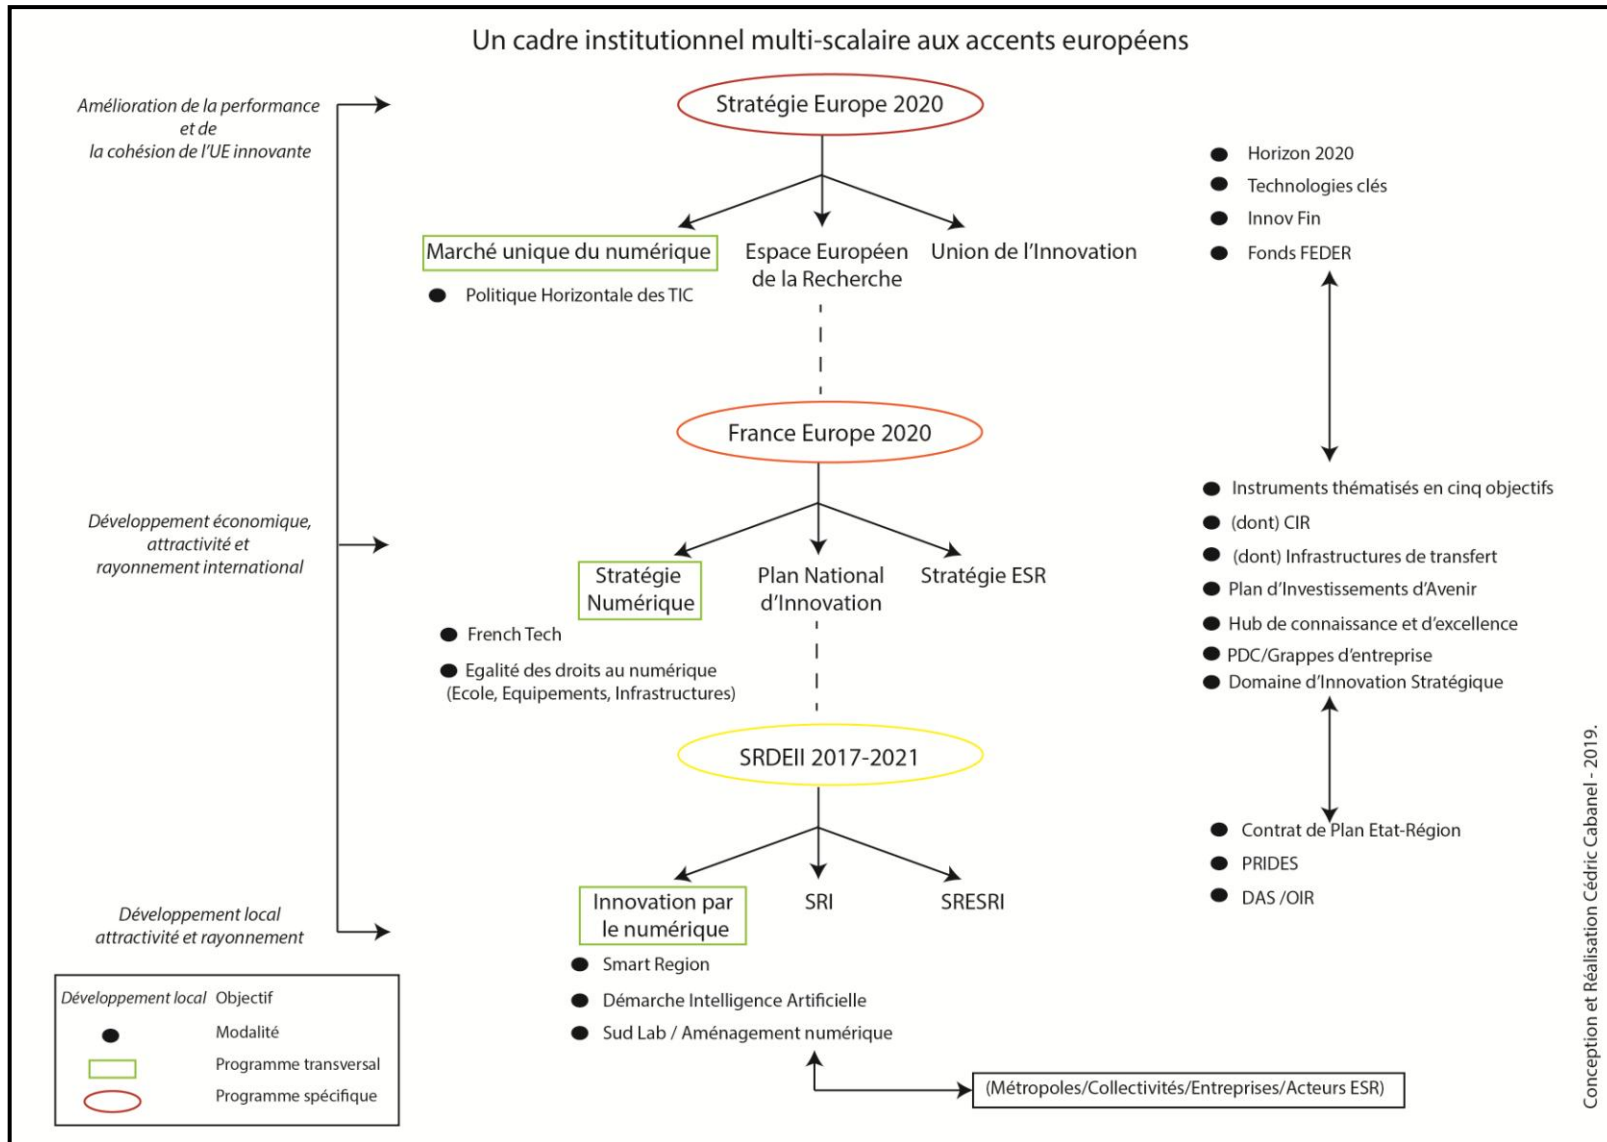 Un cadre institutionnel multi-scalaire aux accents européens
Amélioration de la performance
et de
la cohésion de l'UE innovante
Stratégie Europe 2020
Horizon 2020
Technologies clés
Innov Fin
Fonds FEDER
Marché unique du numérique
Politique Horizontale des TIC
Espace Européen
de la Recherche
Union de l'Innovation
France Europe 2020
Développement économique,
attractivité et
rayonnement international
Stratégie
Numérique
French Tech
Egalité des droits au numérique
(Ecole, Equipements, Infrastructures)
Plan National
d'Innovation
Stratégie ESR
Instruments thématisés en cinq objectifs
(dont) CIR
(dont) Infrastructures de transfert
Plan d'Investissements d'Avenir
Hub de connaissance et d'excellence
PDC/Grappes d'entreprise
Domaine d'Innovation Stratégique
SRDEII 2017-2021
Contrat de Plan Etat-Région
PRIDES
DAS /OIR
Développement local
attractivité et rayonnement
Innovation par
le numérique
SRI
SRESRI
Smart Region
Démarche Intelligence Artificielle
Sud Lab / Aménagement numérique
(Métropoles/Collectivités/Entreprises/Acteurs ESR)
Développement local Objectif
Modalité
Programme transversal
Programme spécifique
Conception et Réalisation Cédric Cabanel - 2019.